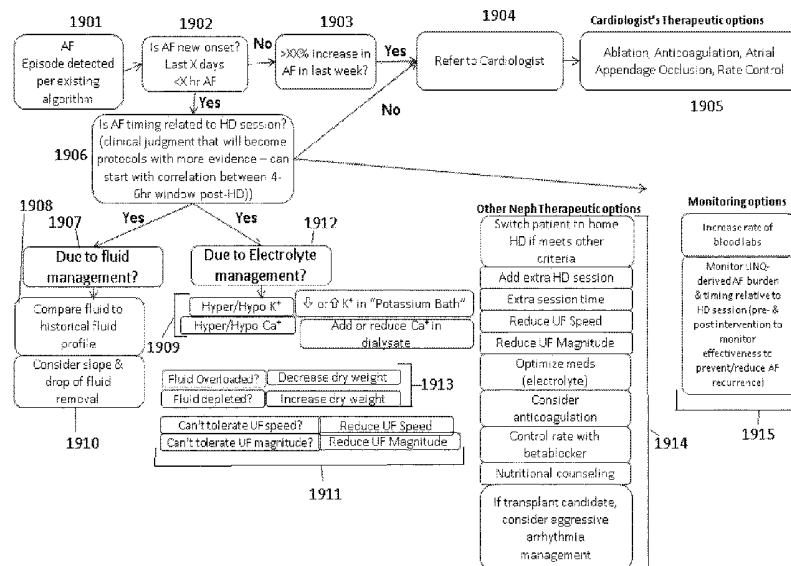 1901
AF
Episode detected
per existing
algorithm
1902
Is AF new onset?
Last X days
<X hr AF
No
1903
>XX% increase in
AF in last week?
Yes
1904
Refer to Cardiologist
Cardiologist's Therapeutic options
Ablation, Anticoagulation, Atrial
Appendage Occlusion, Rate Control
1905
Yes
No
1906
Is AF timing related to HD session?
(clinical judgment that will become
protocols with more evidence – can
start with correlation between 4-
6hr window post-HD))
1908
1907
Yes
Yes
1912
Due to fluid
management?
Due to Electrolyte
management?
Compare fluid to
historical fluid
profile
Consider slope &
drop of fluid
removal
1910
1909
Hyper/Hypo K⁺
⇩ or⇧ K⁺ in "Potassium Bath"
Hyper/Hypo Ca⁺
Add or reduce Ca⁺ in
dialysate
Fluid Overloaded?
Decrease dry weight
Fluid depleted?
Increase dry weight
1913
Can't tolerate UF speed?
Reduce UF Speed
Can't tolerate UF magnitude?
Reduce UF Magnitude
1911
Other Neph Therapeutic options
Switch patient to home
HD if meets other
criteria
Add extra HD session
Extra session time
Reduce UF Speed
Reduce UF Magnitude
Optimize meds
(electrolyte)
Consider
anticoagulation
Control rate with
betablocker
Nutritional counseling
If transplant candidate,
consider aggressive
arrhythmia
management
1914
Monitoring options
Increase rate of
blood labs
Monitor LINQ-
derived AF burden
& timing relative to
HD session (pre- &
post intervention to
monitor
effectiveness to
prevent/reduce AF
recurrence)
1915